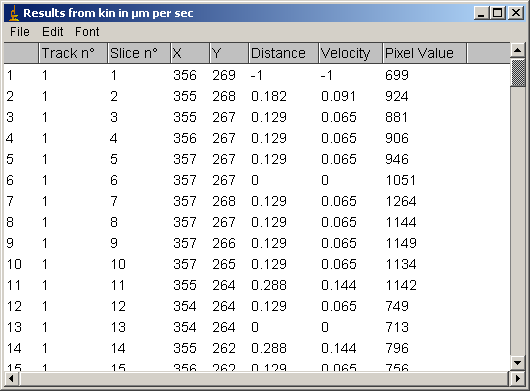 Results from kin in µm per sec
File Edit Font
Track n° Slice n° X Y Distance Velocity Pixel Value
1 1 1 356 269 -1 -1 699
2 1 2 355 268 0.182 0.091 924
3 1 3 355 267 0.129 0.065 881
4 1 4 356 267 0.129 0.065 906
5 1 5 357 267 0.129 0.065 946
6 1 6 357 267 0 0 1051
7 1 7 357 268 0.129 0.065 1264
8 1 8 357 267 0.129 0.065 1144
9 1 9 357 266 0.129 0.065 1149
10 1 10 357 265 0.129 0.065 1134
11 1 11 355 264 0.288 0.144 1142
12 1 12 354 264 0.129 0.065 749
13 1 13 354 264 0 0 713
14 1 14 355 262 0.288 0.144 796
15 1 15 356 262 0.129 0.065 756